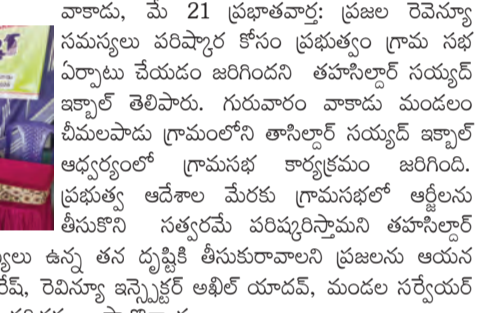 వాకాడు, మే 21 ప్రభాతవార్త: ప్రజల రెవెన్యూ
సమస్యలు పరిష్కార కోసం ప్రభుత్వం గ్రామ సభ
ఏర్పాటు చేయడం జరిగిందని తహసిల్దార్ సయ్యద్
ఇక్బాల్ తెలిపారు. గురువారం వాకాడు మండలం
చీమలపాడు గ్రామంలోని తాసిల్దార్ సయ్యద్ ఇక్బాల్
ఆధ్వర్యంలో గ్రామసభ కార్యక్రమం జరిగింది.
ప్రభుత్వ ఆదేశాల మేరకు గ్రామసభలో ఆర్జీలను
తీసుకొని సత్వరమే పరిష్కరిస్తామని తహసిల్దార్
ఉన్న తన దృష్టికి తీసుకురావాలని ప్రజలను ఆయన
రెవిన్యూ ఇన్స్పెక్టర్ అఖిల్ యాదవ్, మండల సర్వేయర్